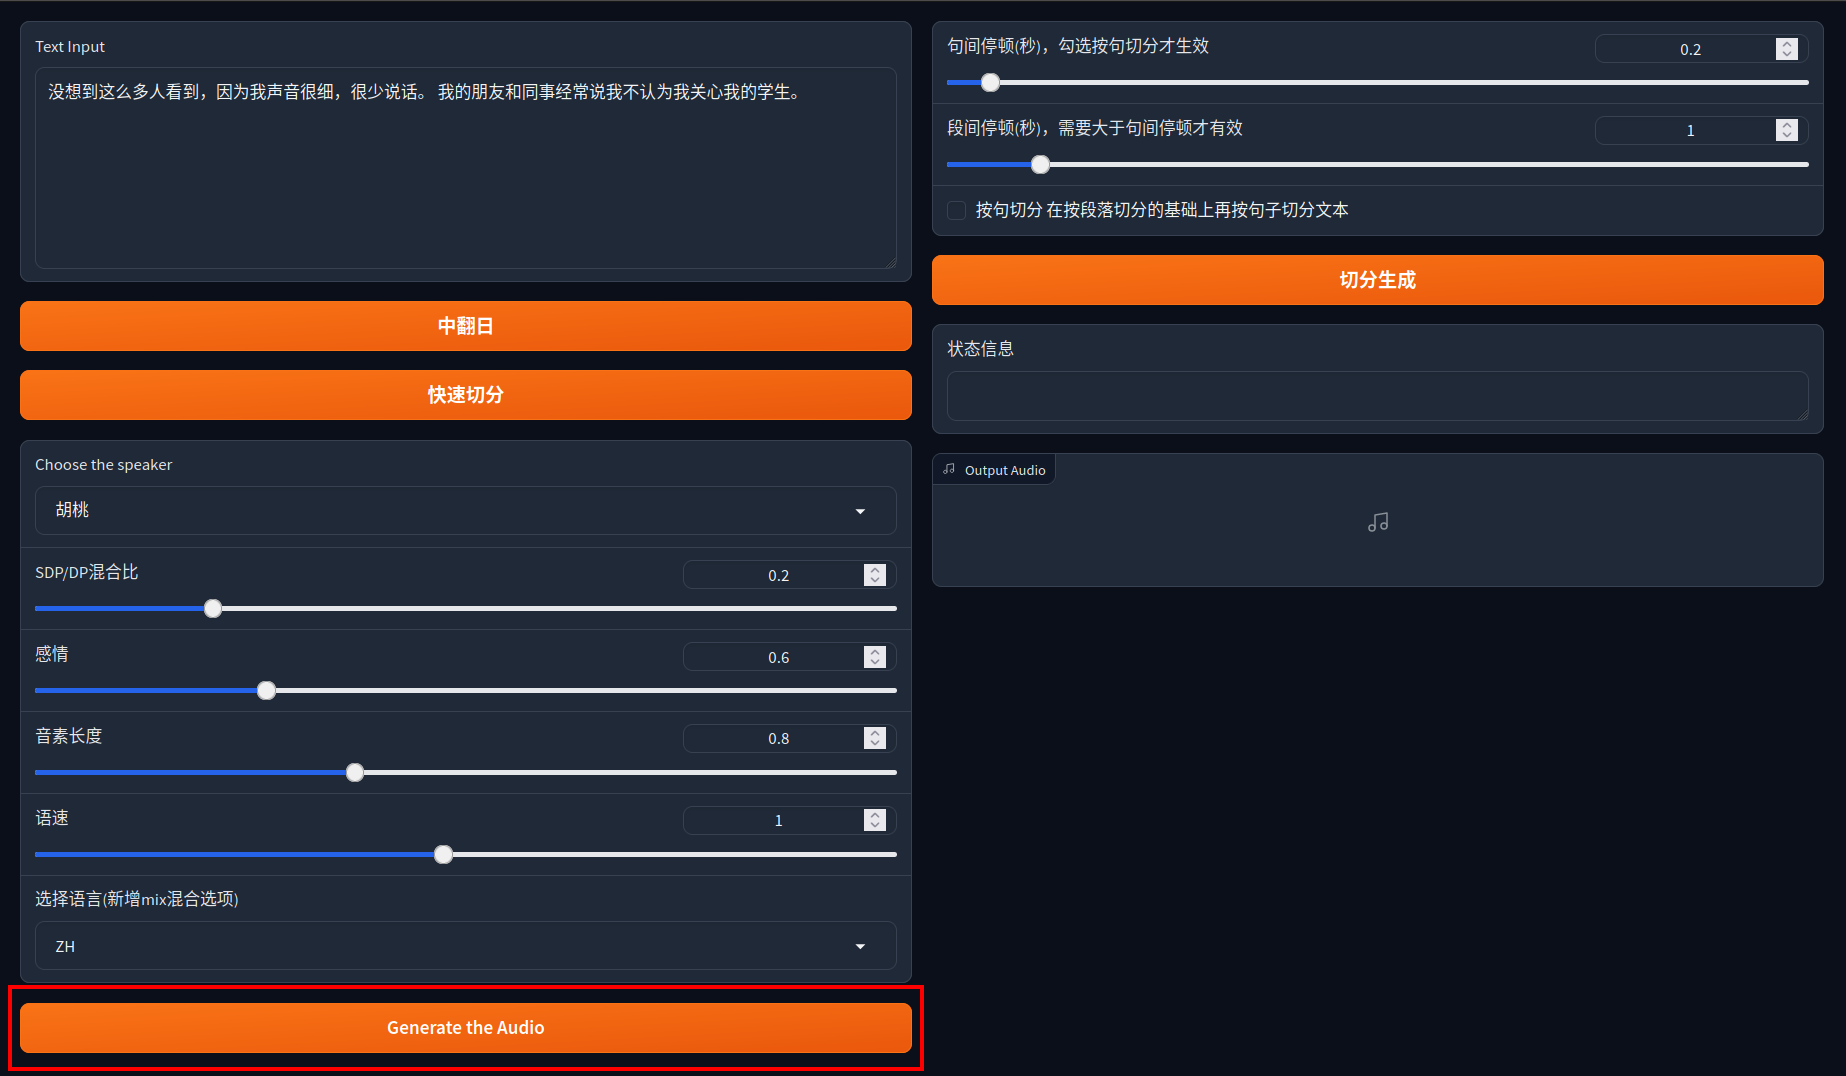 Text Input
没想到这么多人看到，因为我声音很细，很少说话。 我的朋友和同事经常说我不认为我关心我的学生。
中翻日
快速切分
Choose the speaker
胡桃
SDP/DP混合比
0.2
感情
0.6
音素长度
0.8
语速
1
选择语言(新增mix混合选项)
ZH
Generate the Audio
句间停顿(秒)，勾选按句切分才生效
0.2
段间停顿(秒)，需要大于句间停顿才有效
1
按句切分 在按段落切分的基础上再按句子切分文本
切分生成
状态信息
Output Audio